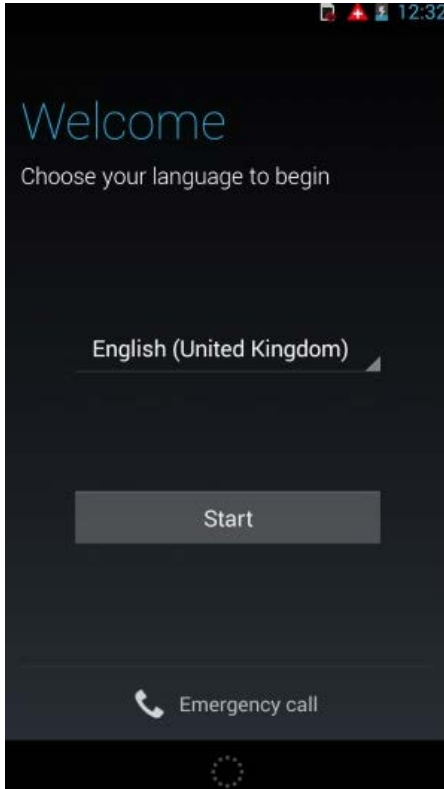 12:32
Welcome
Choose your language to begin
English (United Kingdom)
Start
Emergency call